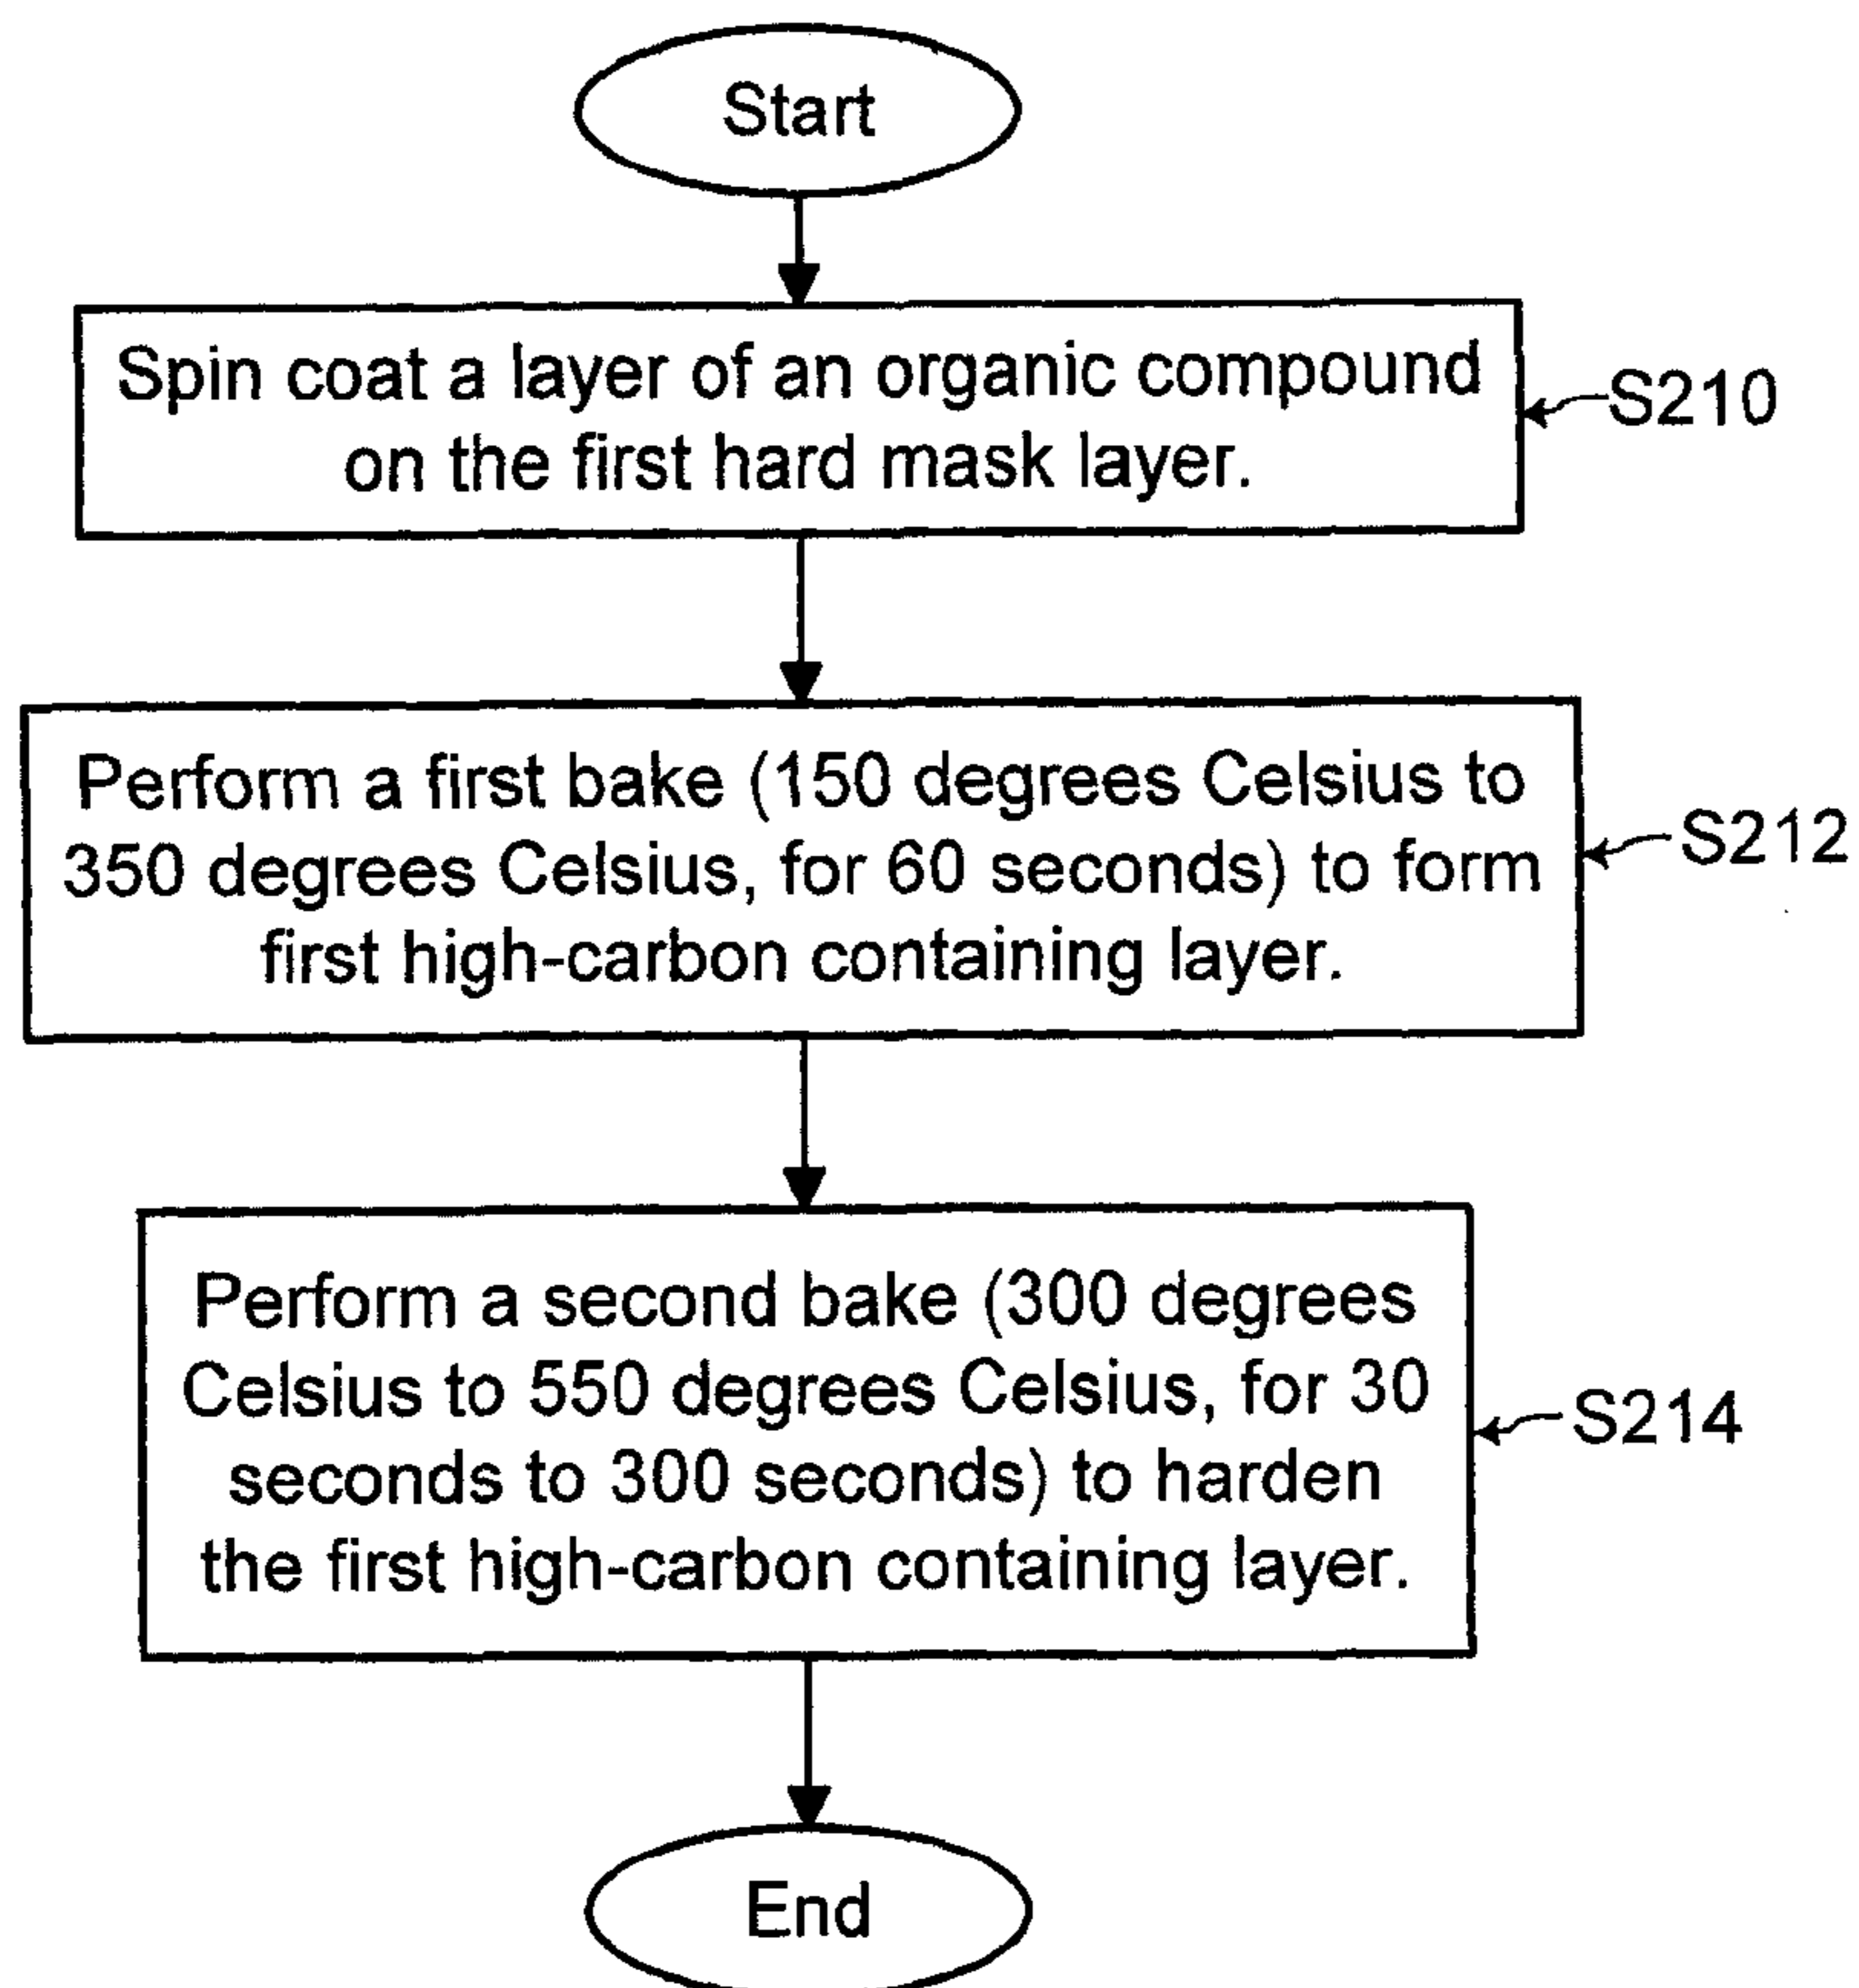 Start
Spin coat a layer of an organic compound
on the first hard mask layer.
S210
Perform a first bake (150 degrees Celsius to
350 degrees Celsius, for 60 seconds) to form
first high-carbon containing layer.
S212
Perform a second bake (300 degrees
Celsius to 550 degrees Celsius, for 30
seconds to 300 seconds) to harden
the first high-carbon containing layer.
S214
End